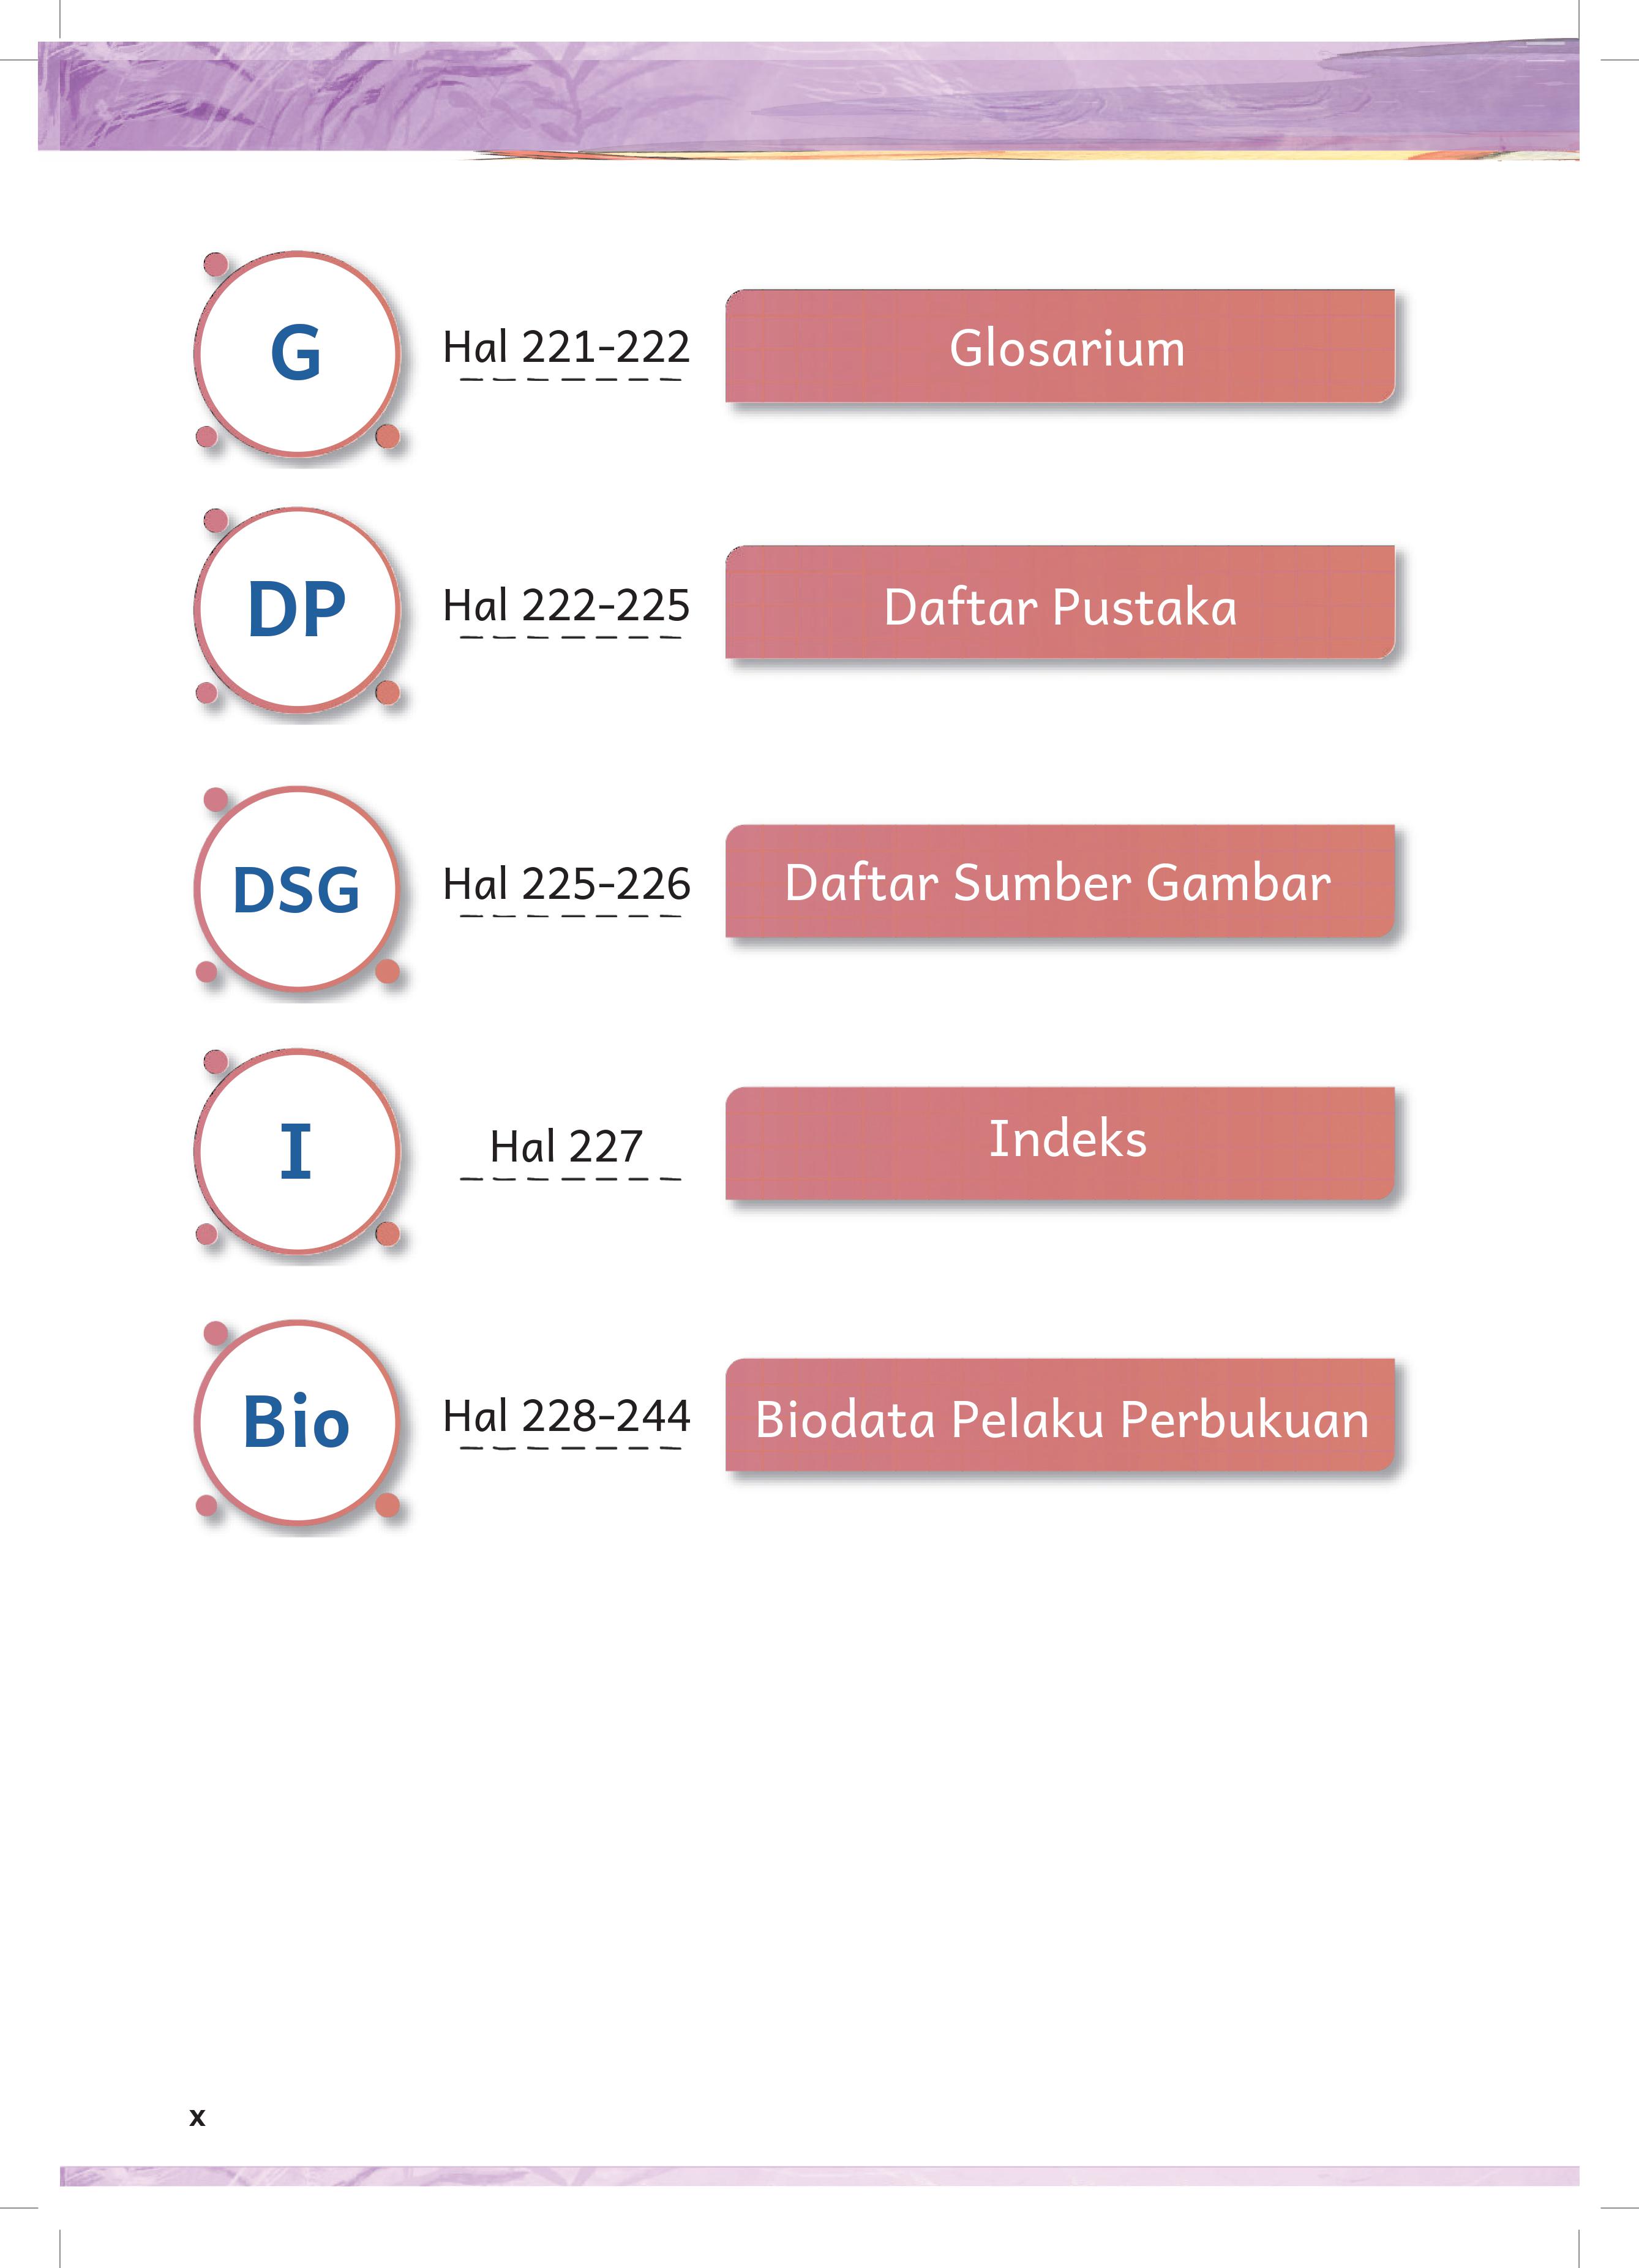 G
Hal 221-222
Glosarium
DP
Hal 222-225
Daftar Pustaka
DSG
Hal 225-226
Daftar Sumber Gambar
I
Hal 227
Indeks
Bio
Hal 228-244
Biodata Pelaku Perbukuan
x